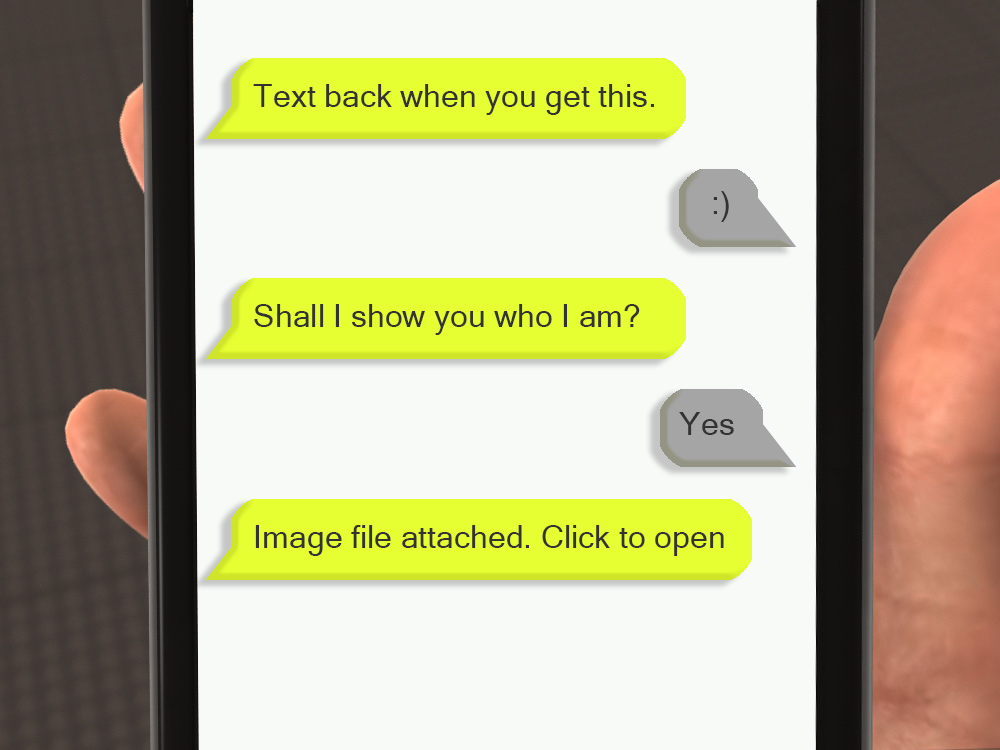 Text back when you get this.
:)
Shall I show you who I am?
Yes
Image file attached. Click to open